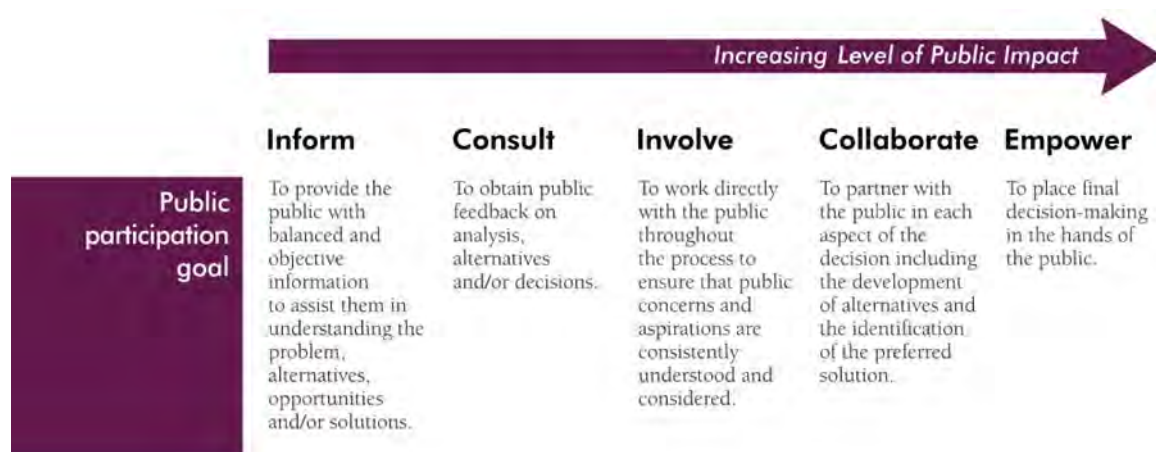 Increasing Level of Public Impact
Inform
Consult
Involve
Collaborate
Empower
Public
participation
goal
To provide the
public with
balanced and
objective
information
to assist them in
understanding the
problem,
alternatives,
opportunities
and/or solutions.
To obtain public
feedback on
analysis,
alternatives
and/or decisions.
To work directly
with the public
throughout
the process to
ensure that public
concerns and
aspirations are
consistently
understood and
considered.
To partner with
the public in each
aspect of the
decision including
the development
of alternatives and
the identification
of the preferred
solution.
To place final
decision-making
in the hands of
the public.